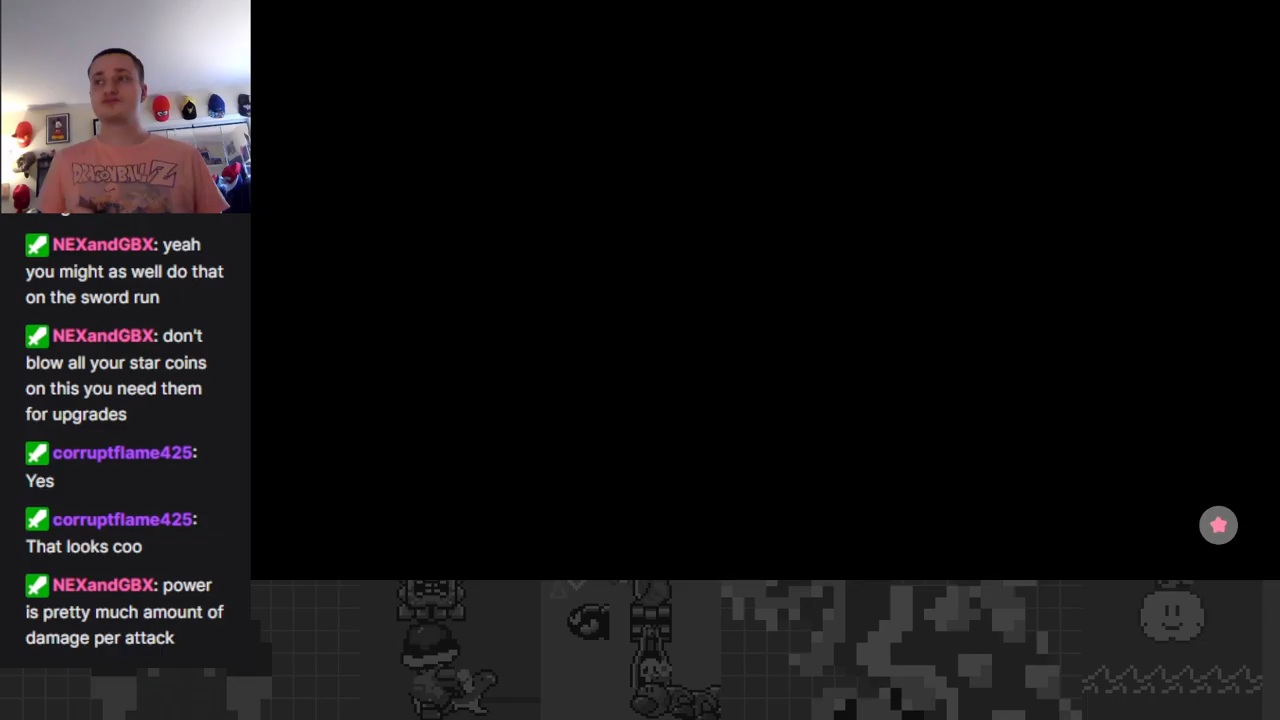 DRAGONBALL Z
NEXandGBX: yeah
you might as well do that
on the sword run
NEXandGBX: don't
blow all your star coins
on this you need them
for upgrades
corruptflame425:
Yes
corruptflame425:
That looks coo
NEXandGBX: power
is pretty much amount of
damage per attack